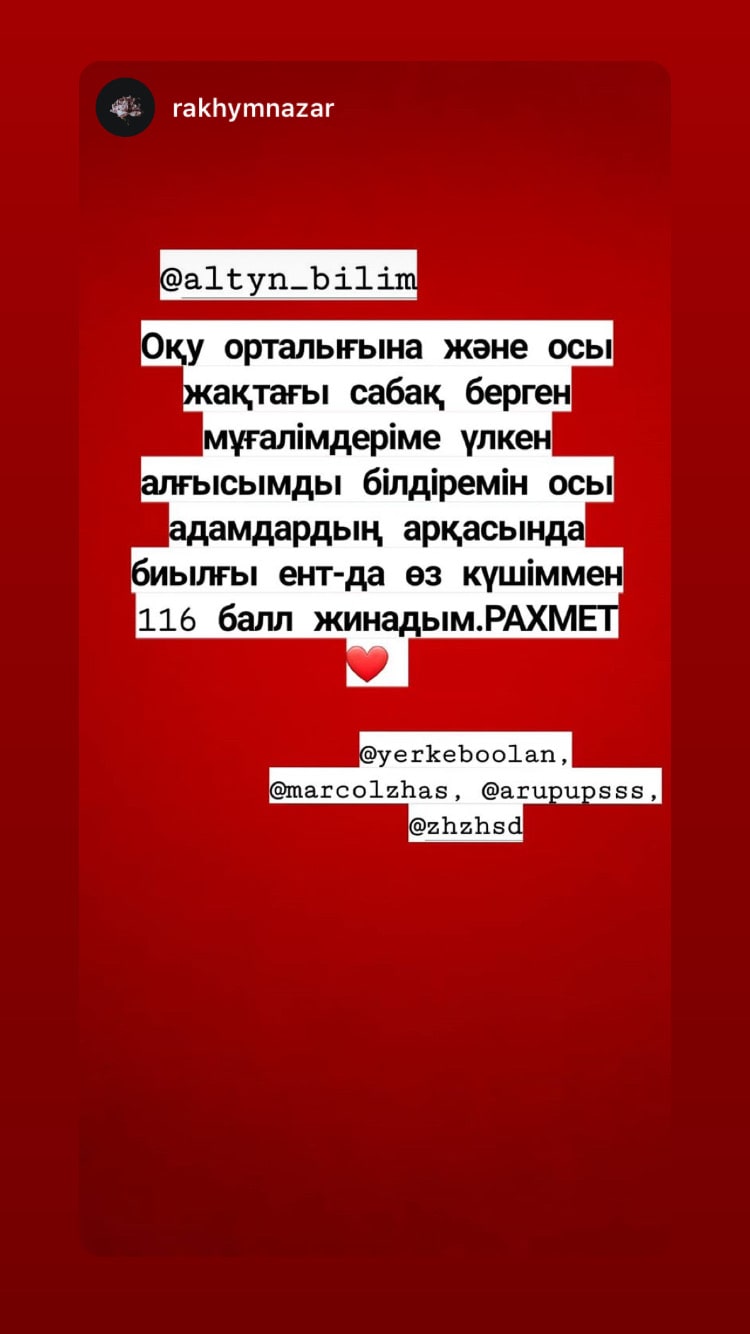 rakhymnazar
@altyn_bilim
Оқу орталығына және осы
жақтағы сабақ берген
мұғалімдеріме үлкен
алғысымды білдіремін осы
адамдардың арқасында
биылғы ент-да өз күшіммен
116 балл жинадым.РАХМЕТ
❤️
@yerkeboolan,
@marcolzhas, @arupupsss,
@zhzhsd